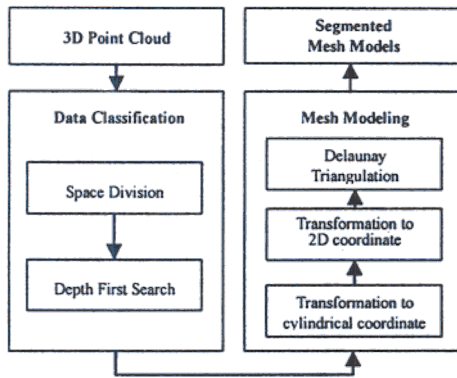 3D Point Cloud
Data Classification
Space Division
Depth First Search
Segmented
Mesh Models
Mesh Modeling
Delaunay
Triangulation
Transformation to
2D coordinate
Transformation to
cylindrical coordinate